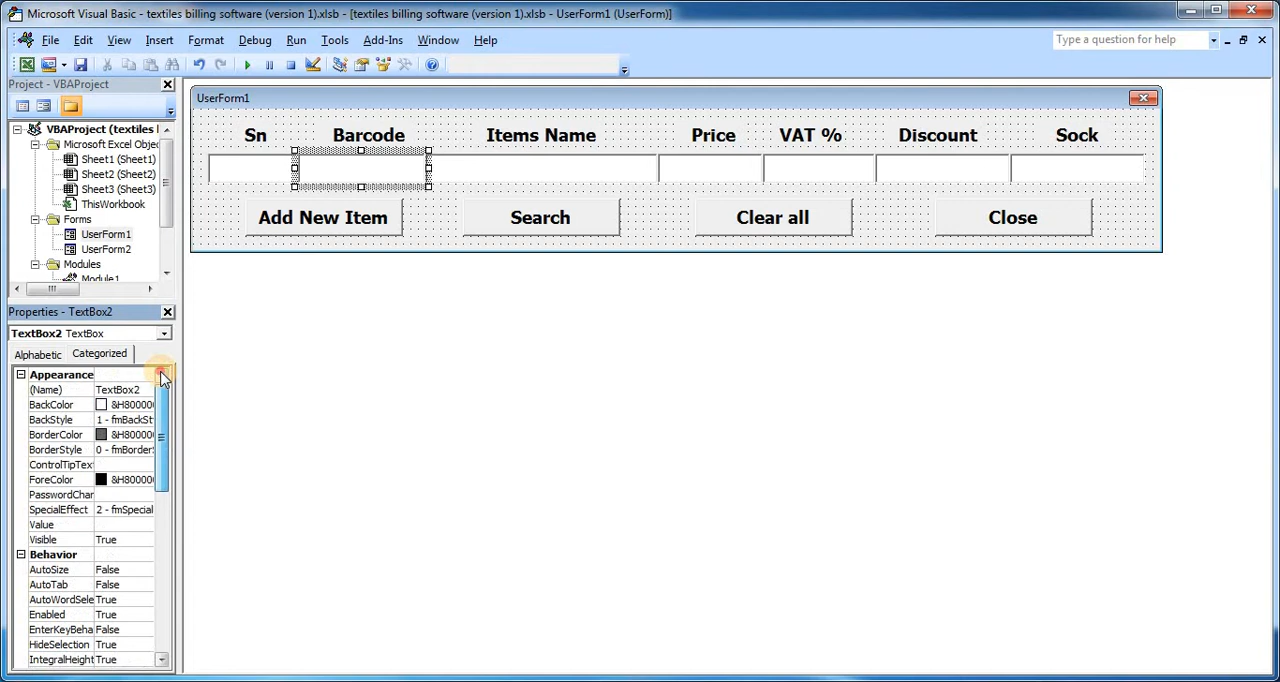 Microsoft Visual Basic - textiles billing software (version 1).xlsb - [textiles billing software (version 1).xlsb - UserForm1 (UserForm)]
File Edit View Insert Format Debug Run Tools Add-Ins Window Help
Type a question for help
Project - VBAProject
VBAProject (textiles
Microsoft Excel Objec
Sheet1 (Sheet1)
Sheet2 (Sheet2)
Sheet3 (Sheet3)
ThisWorkbook
Forms
UserForm1
UserForm2
Modules
Module1
Properties - TextBox2
TextBox2 TextBox
Alphabetic Categorized
Appearance
(Name) TextBox2
BackColor &H800000
BackStyle 1 - fmBackSt
BorderColor &H800000
BorderStyle 0 - fmBorderS
ControlTipText
ForeColor &H800000
PasswordChar
SpecialEffect 2 - fmSpecial
Value
Visible True
Behavior
AutoSize False
AutoTab False
AutoWordSele True
Enabled True
EnterKeyBeha False
HideSelection True
IntegralHeight True
UserForm1
Sn Barcode Items Name Price VAT % Discount Sock
Add New Item Search Clear all Close